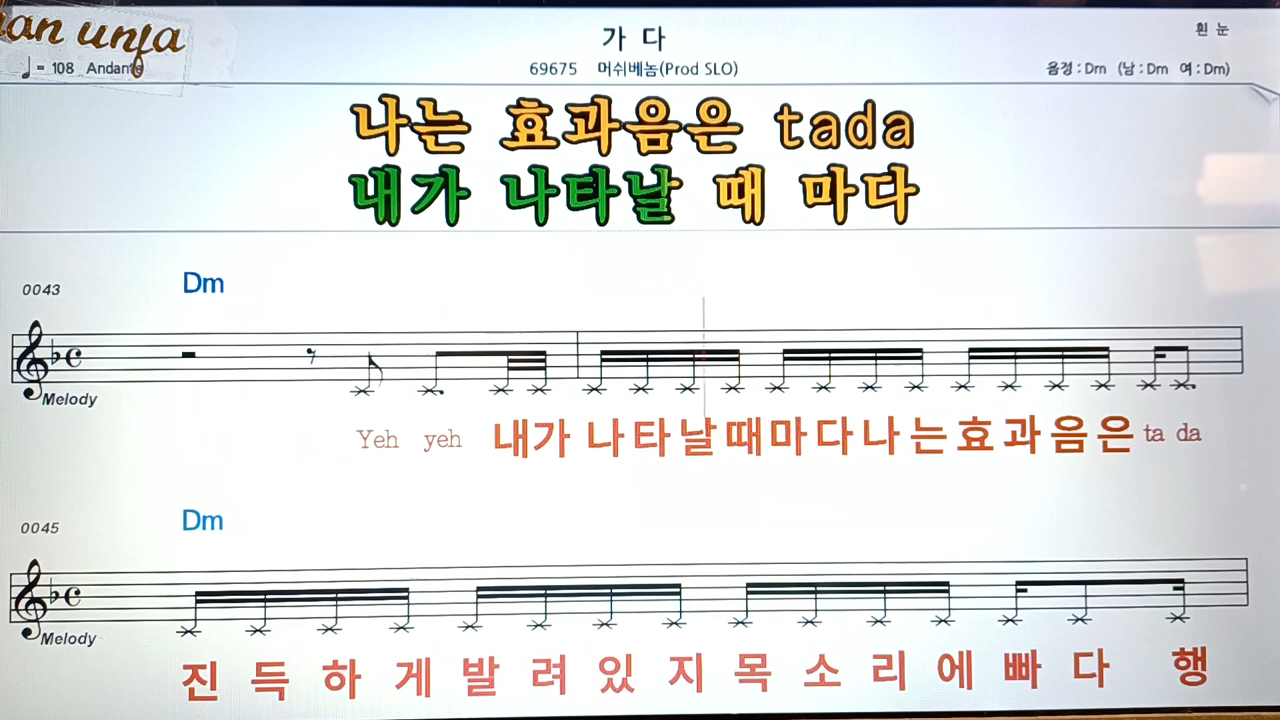 가 다
흰 눈
♩= 108 Andante
69675 머쉬베놈(Prod SLO)
음정 : Dm (남 : Dm 여 : Dm)
나는 효과음은 tada
내가 나타날 때 마다
Dm
0043
Melody
Yeh yeh 내가 나타날때마다나는효과음은 ta da
Dm
0045
Melody
진득하게발려있지목소리에빠다 행